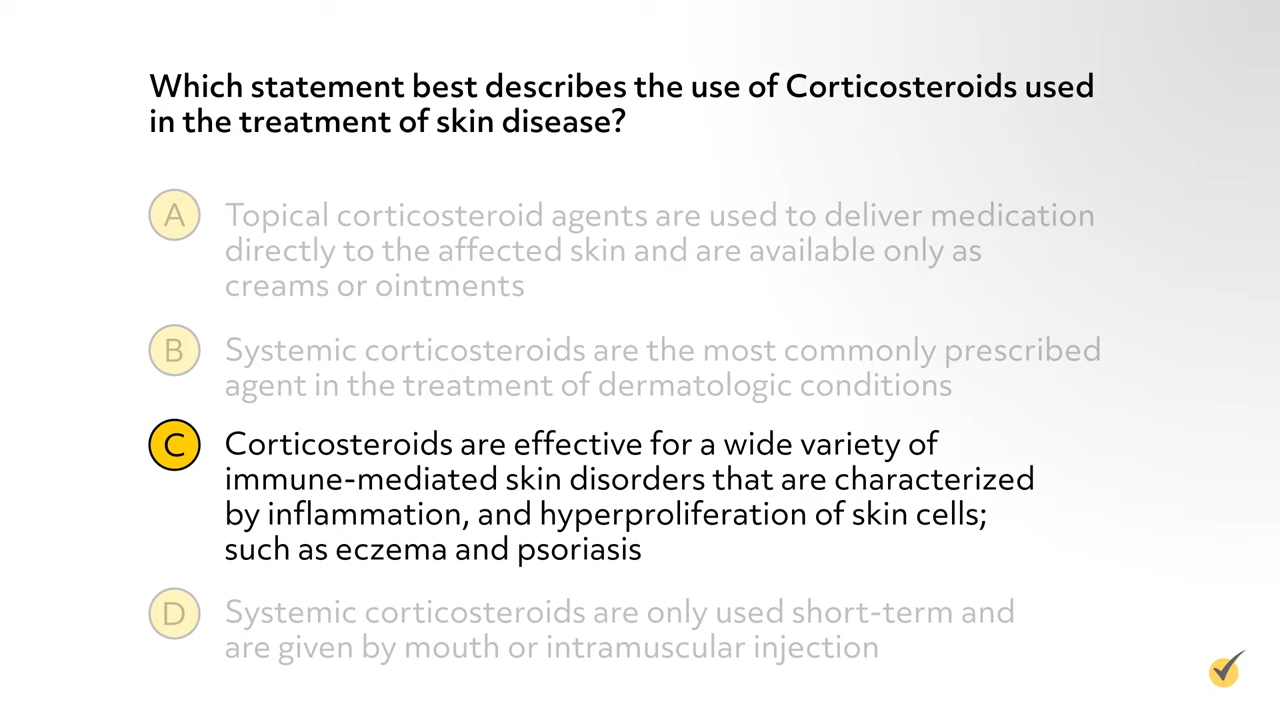 Which statement best describes the use of Corticosteroids used
in the treatment of skin disease?
A Topical corticosteroid agents are used to deliver medication
directly to the affected skin and are available only as
creams or ointments
B Systemic corticosteroids are the most commonly prescribed
agent in the treatment of dermatologic conditions
C Corticosteroids are effective for a wide variety of
immune-mediated skin disorders that are characterized
by inflammation, and hyperproliferation of skin cells;
such as eczema and psoriasis
D Systemic corticosteroids are only used short-term and
are given by mouth or intramuscular injection